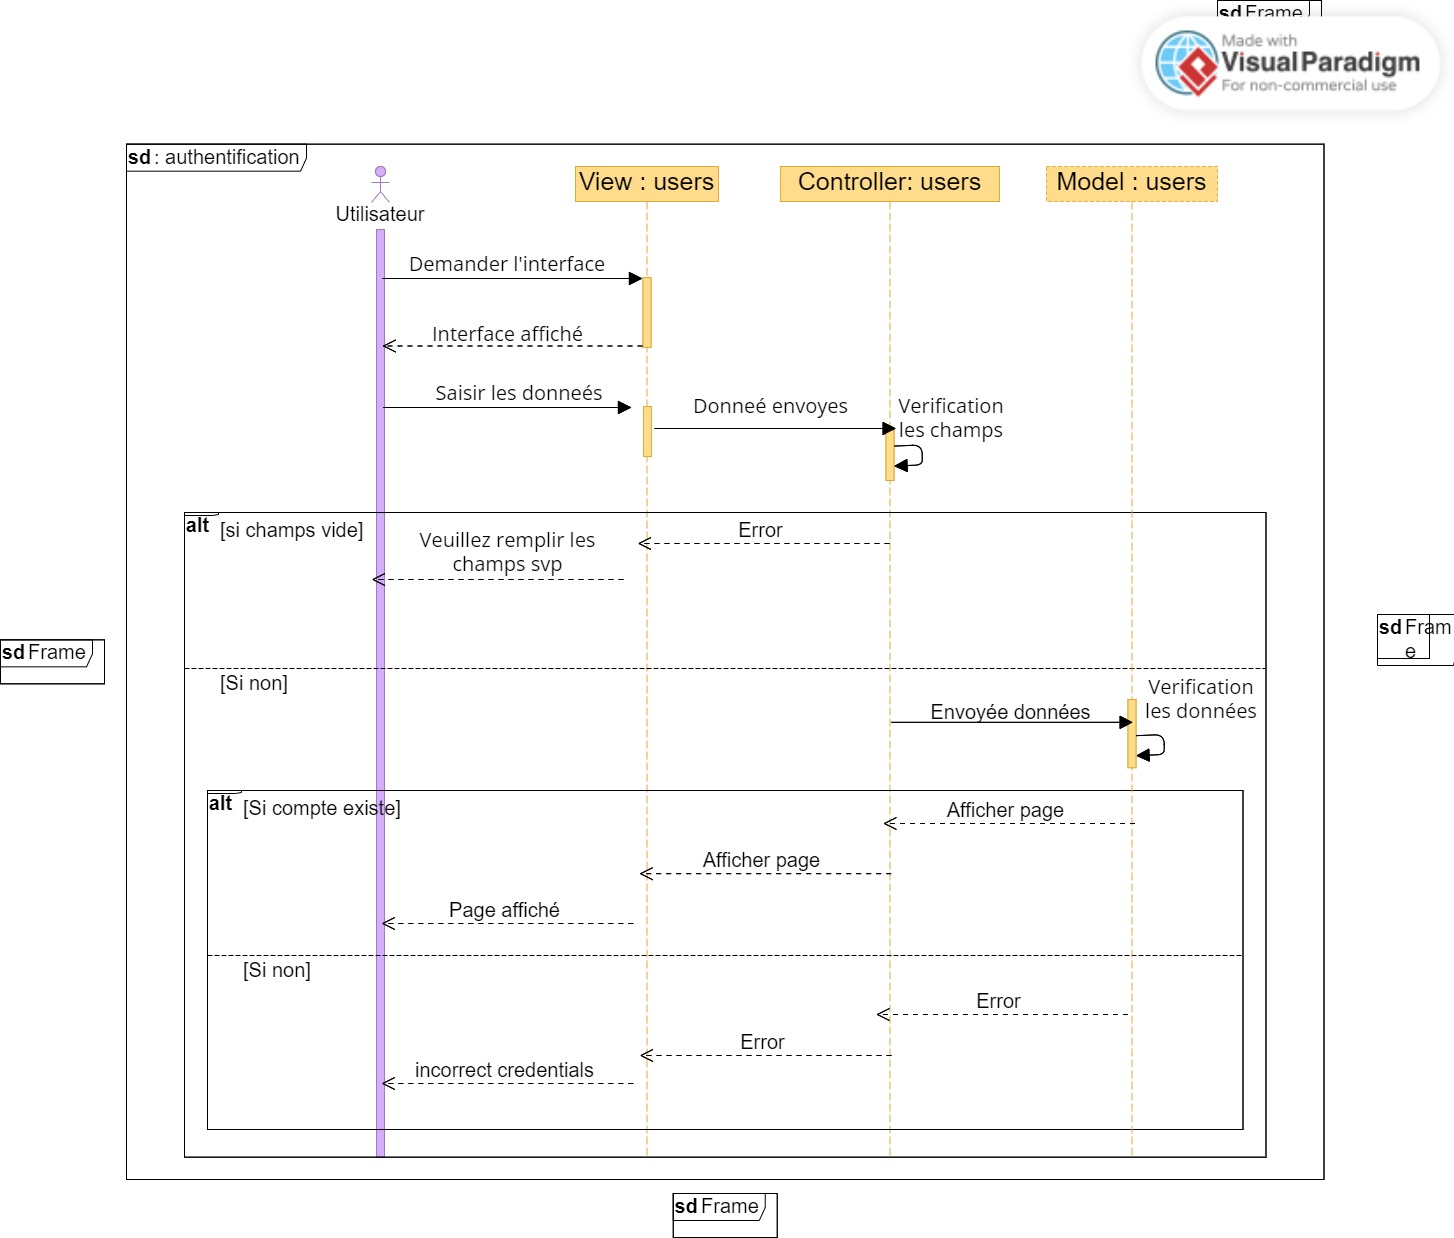 sd Frame
Made with
Visual Paradigm
For non-commercial use
sd : authentification
Utilisateur
View : users
Controller: users
Model : users
Demander l'interface
Interface affiché
Saisir les donneés
Donneé envoyes
Verification
les champs
alt [si champs vide]
Error
Veuillez remplir les
champs svp
sd Frame
sd Fram
e
[Si non]
Verification
les données
Envoyée données
alt [Si compte existe]
Afficher page
Afficher page
Page affiché
[Si non]
Error
Error
incorrect credentials
sd Frame